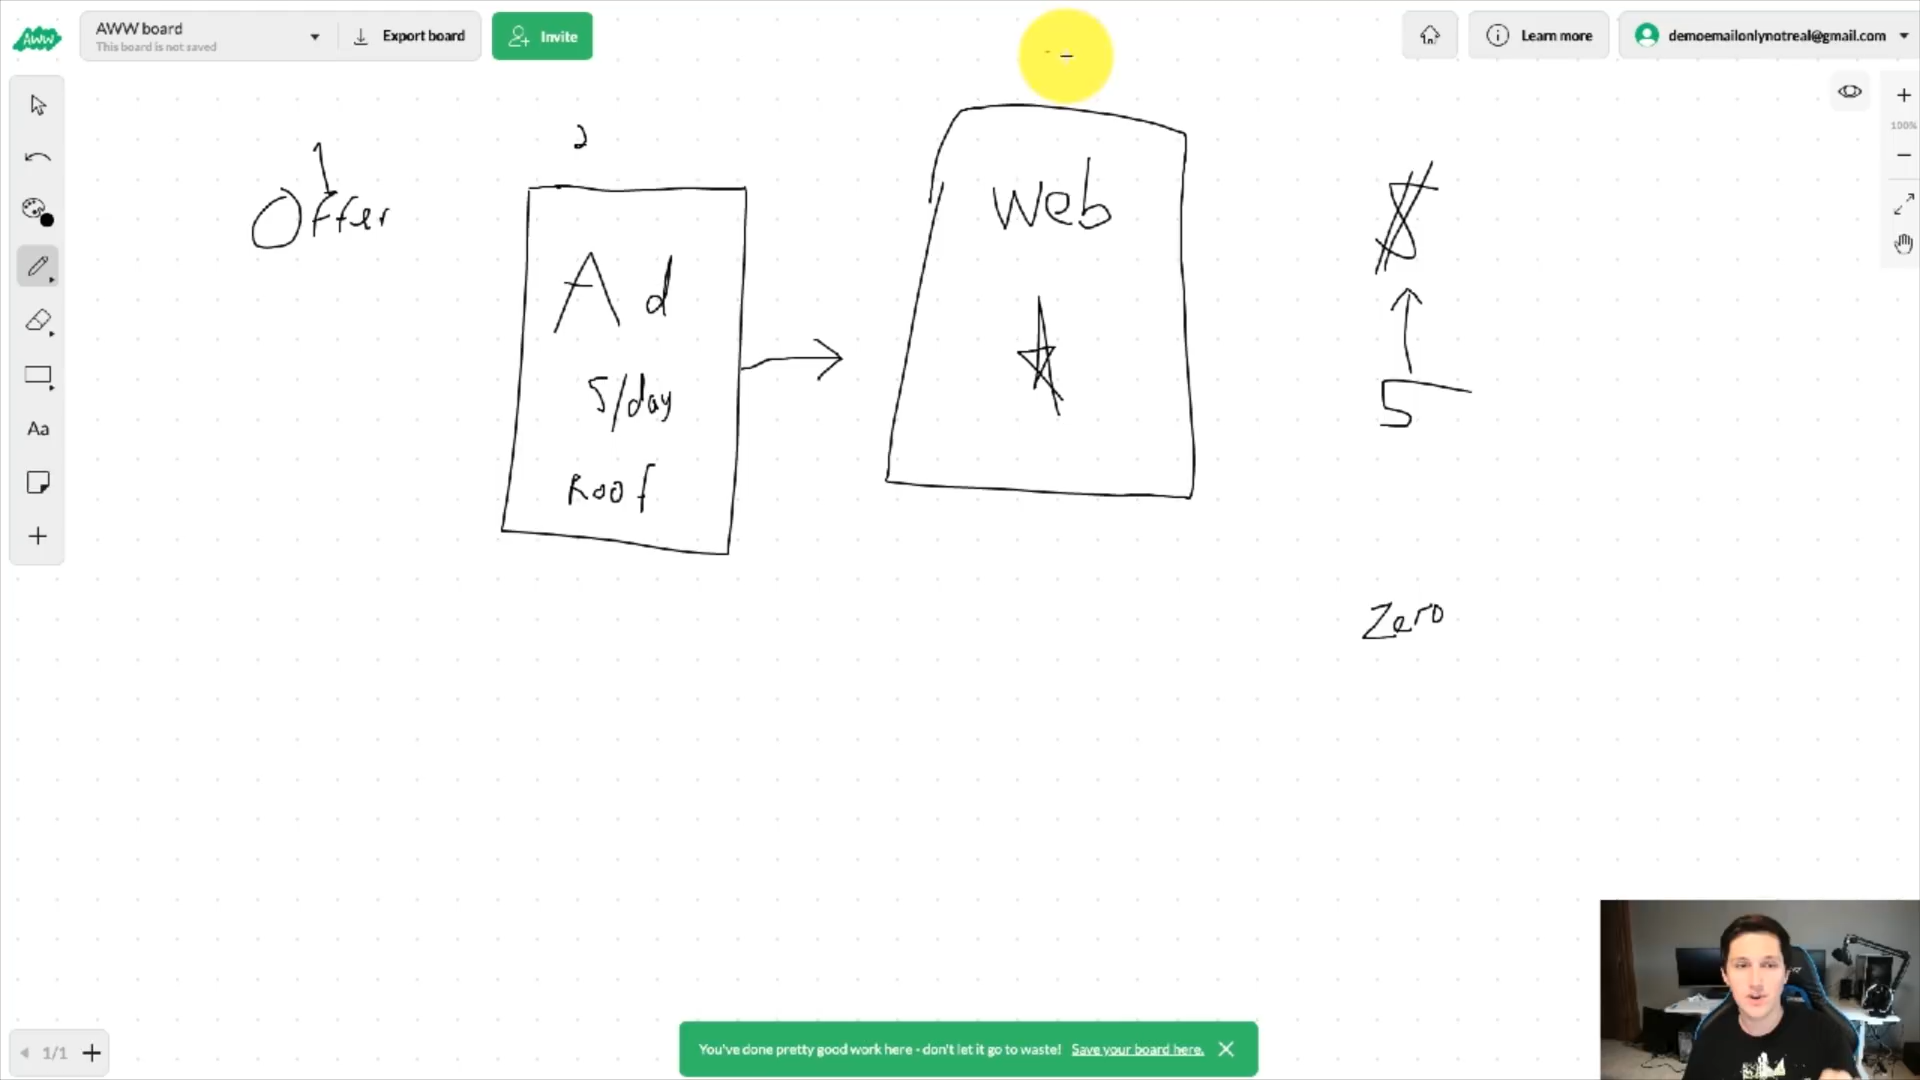 AWW
AWW board
This board is not saved
Export board
Invite
Learn more
demoemailonlynotreal@gmail.com
100%
1
Offer
2
Ad
5/day
Roof
Web
$
5
Zero
Aa
1/1
You've done pretty good work here - don't let it go to waste! Save your board here.